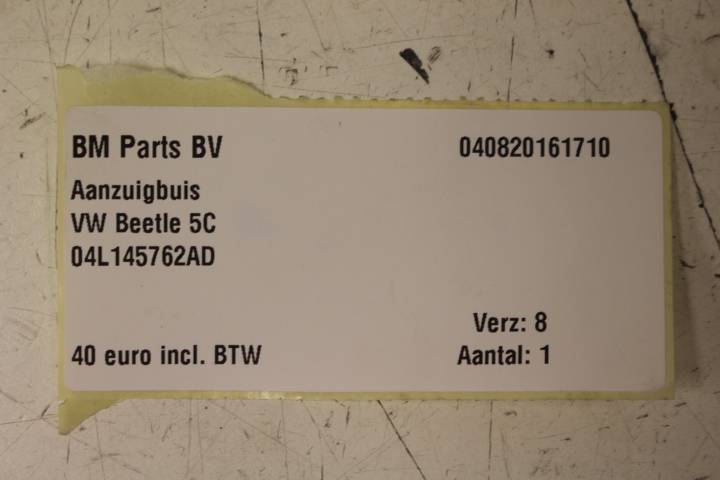 BM Parts BV 040820161710
Aanzuigbuis
VW Beetle 5C
04L145762AD
Verz: 8
40 euro incl. BTW Aantal: 1